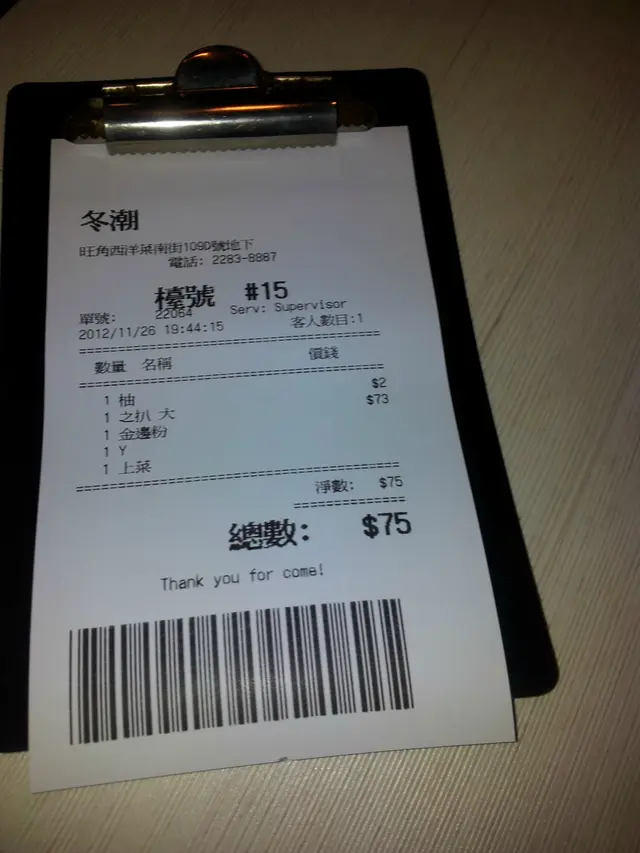 冬潮
旺角西洋菜南街109D號地下
電話: 2283-8887
檯號 #15
單號: 22064 Serv: Supervisor
2012/11/26 19:44:15 客人數目:1
數量 名稱 價錢
1 柚 $2
1 之扒 大 $73
1 金邊粉
1 Y
1 上菜
淨數: $75
總數: $75
Thank you for come!